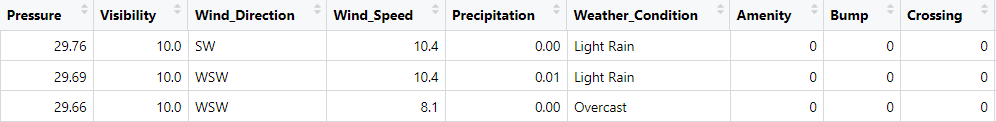 Pressure Visibility Wind_Direction Wind_Speed Precipitation Weather_Condition Amenity Bump Crossing
29.76 10.0 SW 10.4 0.00 Light Rain 0 0 0
29.69 10.0 WSW 10.4 0.01 Light Rain 0 0 0
29.66 10.0 WSW 8.1 0.00 Overcast 0 0 0